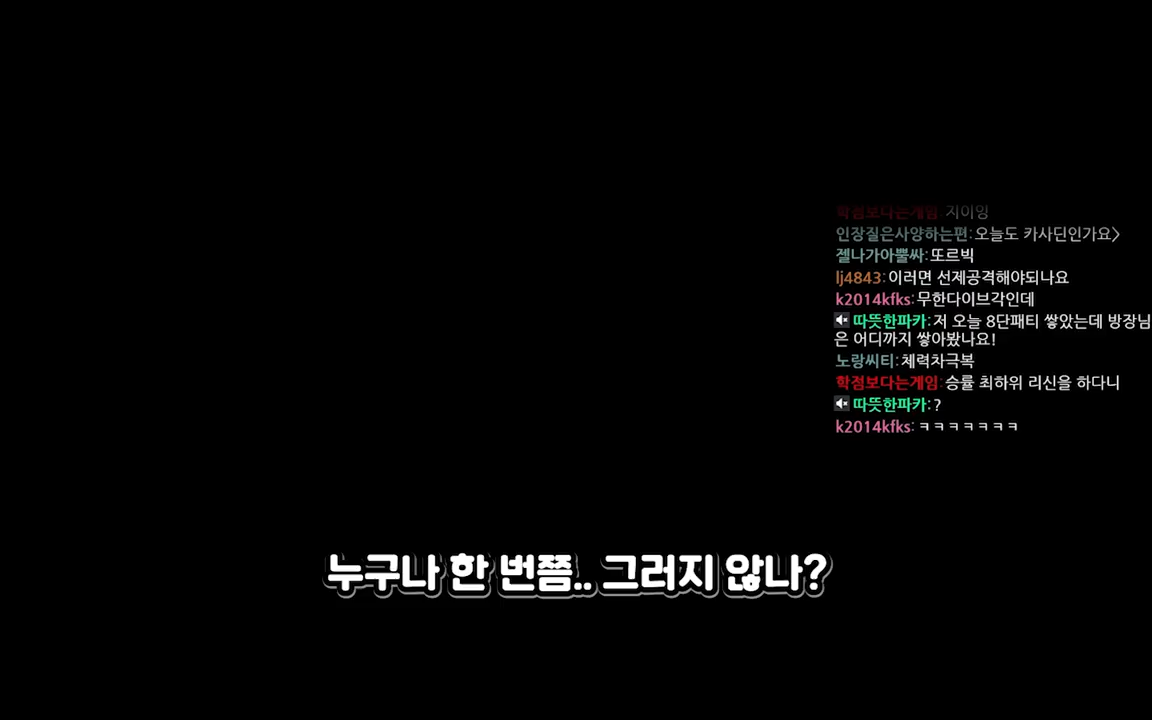 학점보다는게임: 지이잉
인장질은사양하는편: 오늘도 카사딘인가요>
젤나가아뿔싸: 또르빅
lj4843: 이러면 선제공격해야되나요
k2014kfks: 무한다이브각인데
따뜻한파카: 저 오늘 8단패티 쌓았는데 방장님
은 어디까지 쌓아봤나요!
노랑씨티: 체력차극복
학점보다는게임: 승률 최하위 리신을 하다니
따뜻한파카: ?
k2014kfks: ㅋㅋㅋㅋㅋㅋㅋ
누구나 한 번쯤.. 그러지 않나?